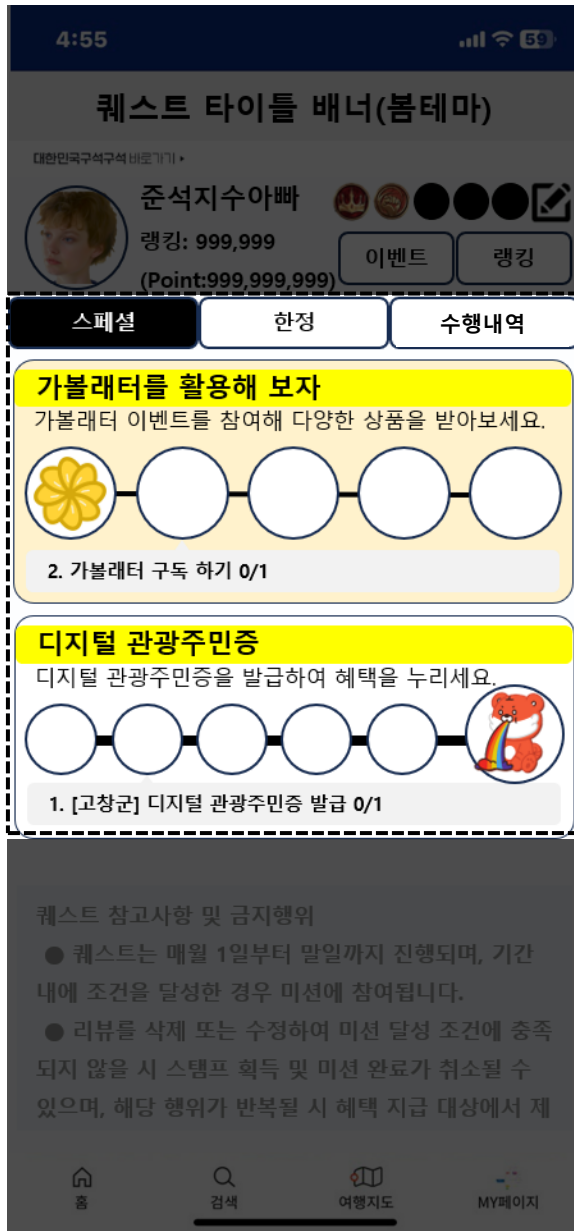 4:55
59
퀘스트 타이틀 배너(봄테마)
대한민국구석구석 바로가기 ▸
준석지수아빠
랭킹: 999,999
(Point:999,999,999)
이벤트
랭킹
스페셜
한정
수행내역
가볼래터를 활용해 보자
가볼래터 이벤트를 참여해 다양한 상품을 받아보세요.
2. 가볼래터 구독 하기 0/1
디지털 관광주민증
디지털 관광주민증을 발급하여 혜택을 누리세요.
1. [고창군] 디지털 관광주민증 발급 0/1
퀘스트 참고사항 및 금지행위
● 퀘스트는 매월 1일부터 말일까지 진행되며, 기간
내에 조건을 달성한 경우 미션에 참여됩니다.
● 리뷰를 삭제 또는 수정하여 미션 달성 조건에 충족
되지 않을 시 스탬프 획득 및 미션 완료가 취소될 수
있으며, 해당 행위가 반복될 시 혜택 지급 대상에서 제
홈
검색
여행지도
MY페이지